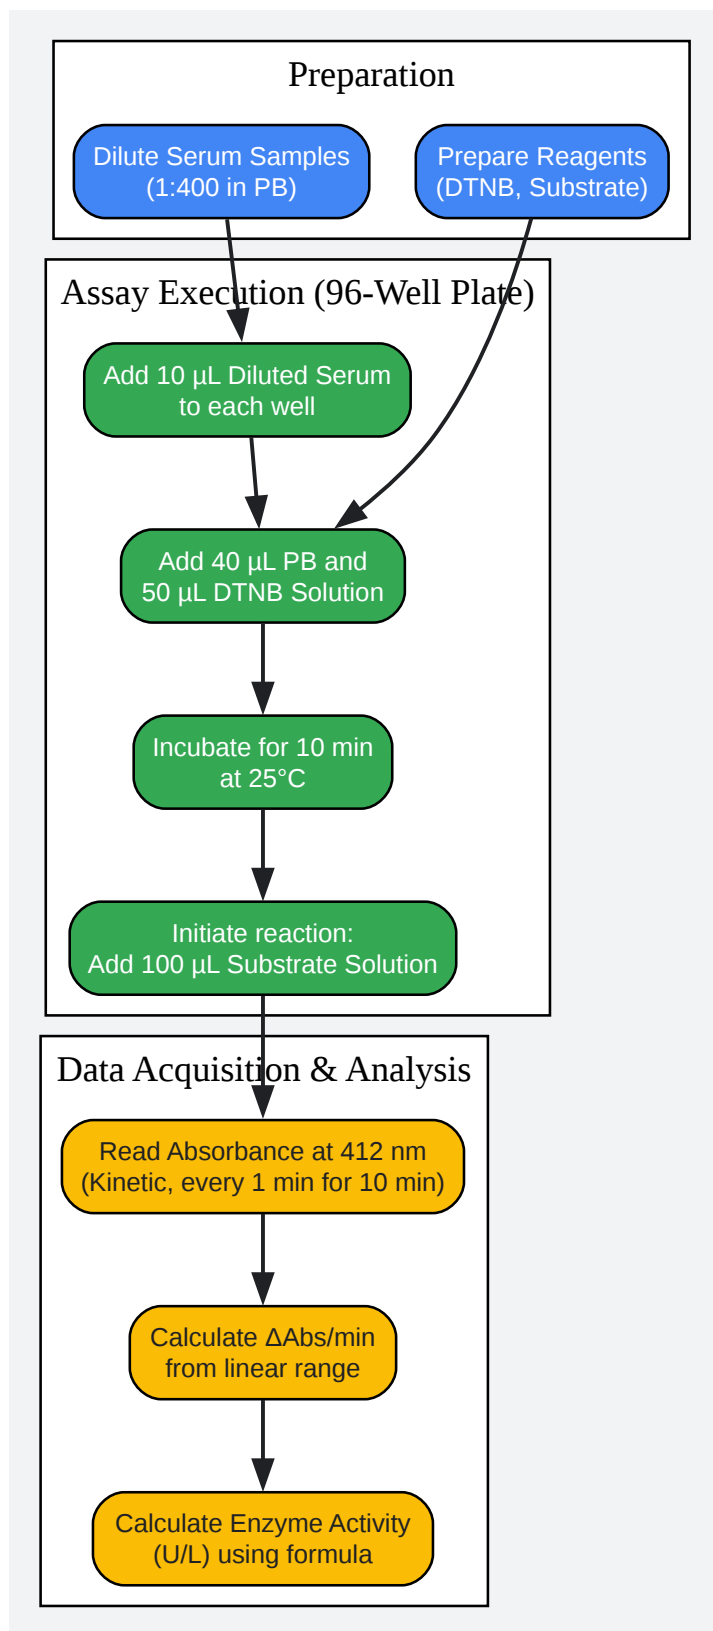 Preparation
Dilute Serum Samples
(1:400 in PB)
Prepare Reagents
(DTNB, Substrate)
Assay Execution (96-Well Plate)
Add 10 µL Diluted Serum
to each well
Add 40 µL PB and
50 µL DTNB Solution
Incubate for 10 min
at 25°C
Initiate reaction:
Add 100 µL Substrate Solution
Data Acquisition & Analysis
Read Absorbance at 412 nm
(Kinetic, every 1 min for 10 min)
Calculate ΔAbs/min
from linear range
Calculate Enzyme Activity
(U/L) using formula